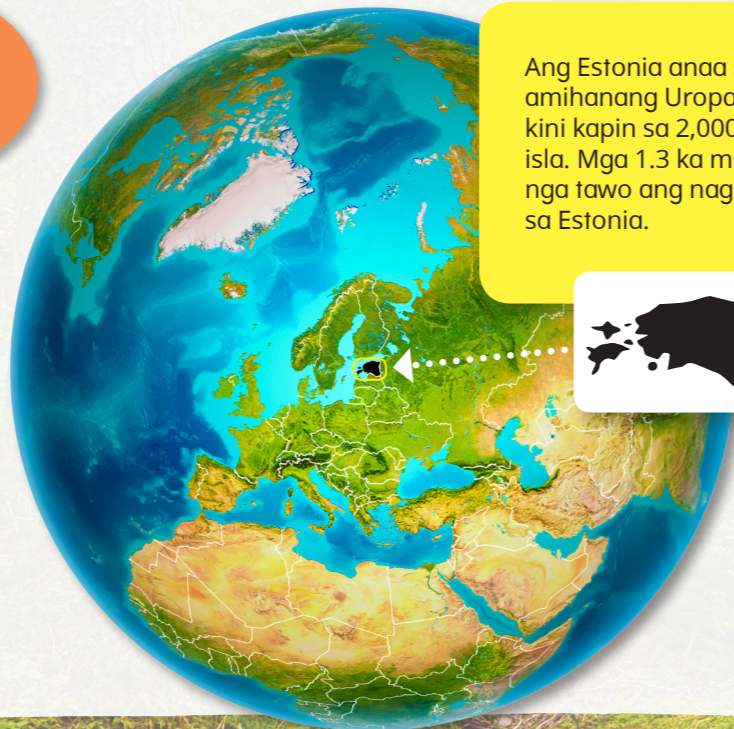 Ang Estonia anaa
amihanang Uropa
kini kapin sa 2,000
isla. Mga 1.3 ka
nga tawo ang
sa Estonia.